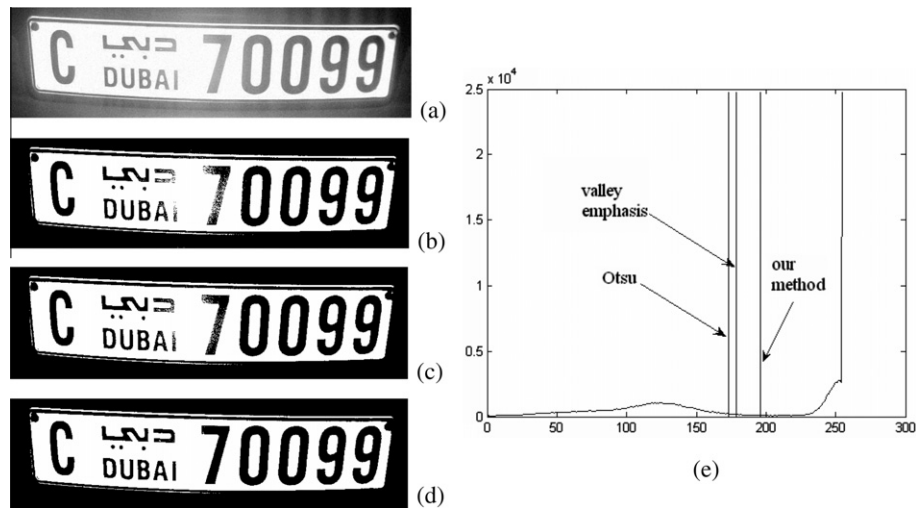 C دبي 70099
DUBAI
(a)
C دبي 70099
DUBAI
(b)
C دبي 70099
DUBAI
(c)
C دبي 70099
DUBAI
(d)
x 10⁴
2.5
2
1.5
1
0.5
0
valley
emphasis
Otsu
our
method
0 50 100 150 200 250 300
(e)